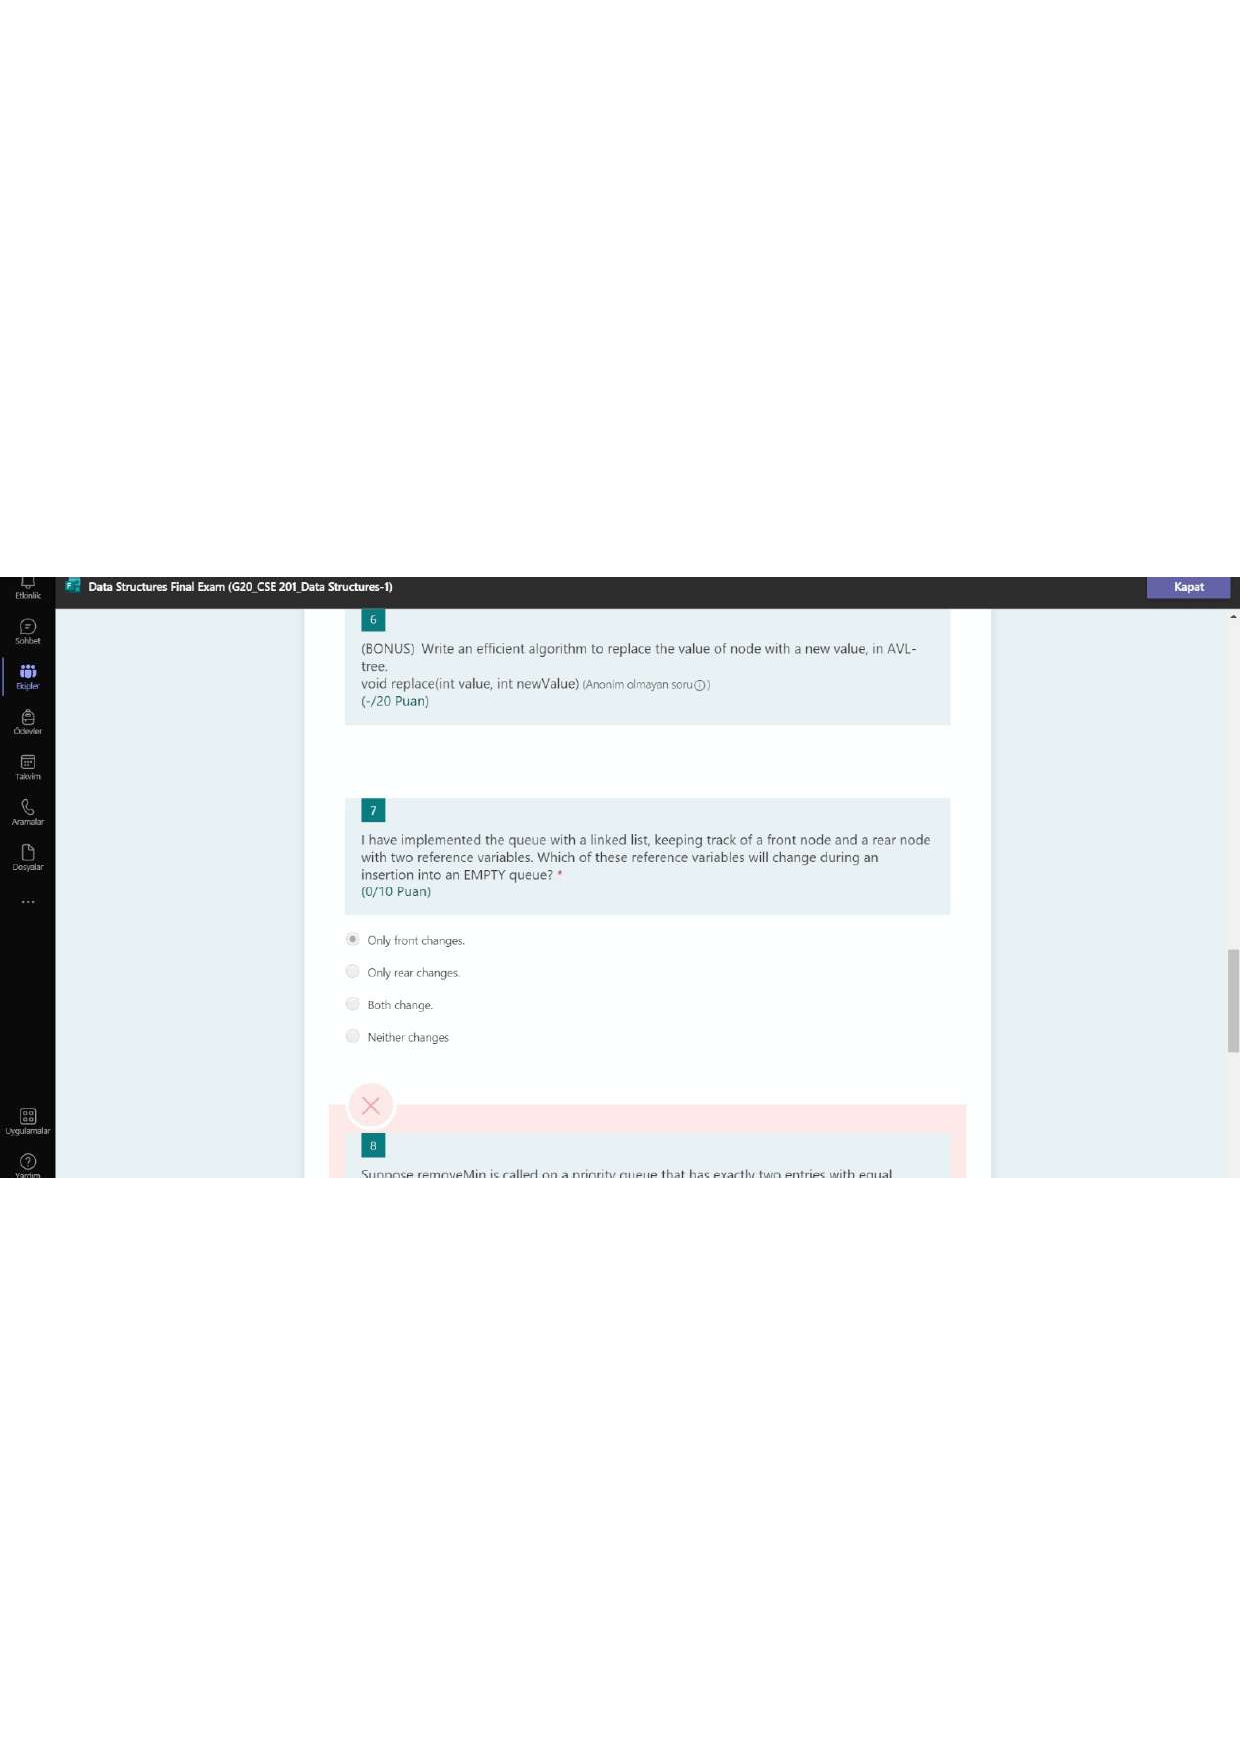 Etkinlik
Data Structures Final Exam (G20_CSE 201_Data Structures-1)
Kapat
Sohbet
Ekipler
Ödevler
Takvim
Aramalar
Dosyalar
...
Uygulamalar
Yardım
6
(BONUS) Write an efficient algorithm to replace the value of node with a new value, in AVL-
tree.
void replace(int value, int newValue) (Anonim olmayan soru)
(-/20 Puan)
7
I have implemented the queue with a linked list, keeping track of a front node and a rear node
with two reference variables. Which of these reference variables will change during an
insertion into an EMPTY queue? *
(0/10 Puan)
Only front changes.
Only rear changes.
Both change.
Neither changes
8
Suppose removeMin is called on a priority queue that has exactly two entries with equal